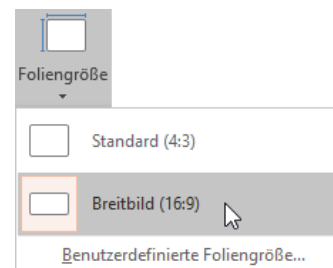 Foliengröße
Standard (4:3)
Breitbild (16:9)
Benutzerdefinierte Foliengröße...